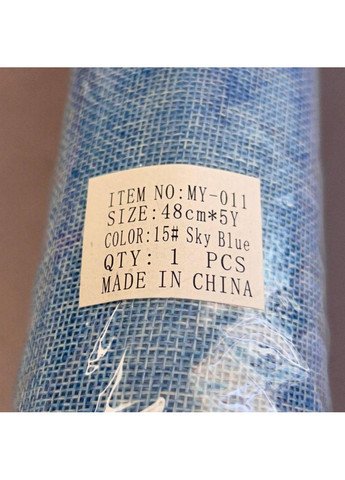 ITEM NO:MY-011
SIZE:48cm*5Y
COLOR:15# Sky Blue
QTY: 1 PCS
MADE IN CHINA